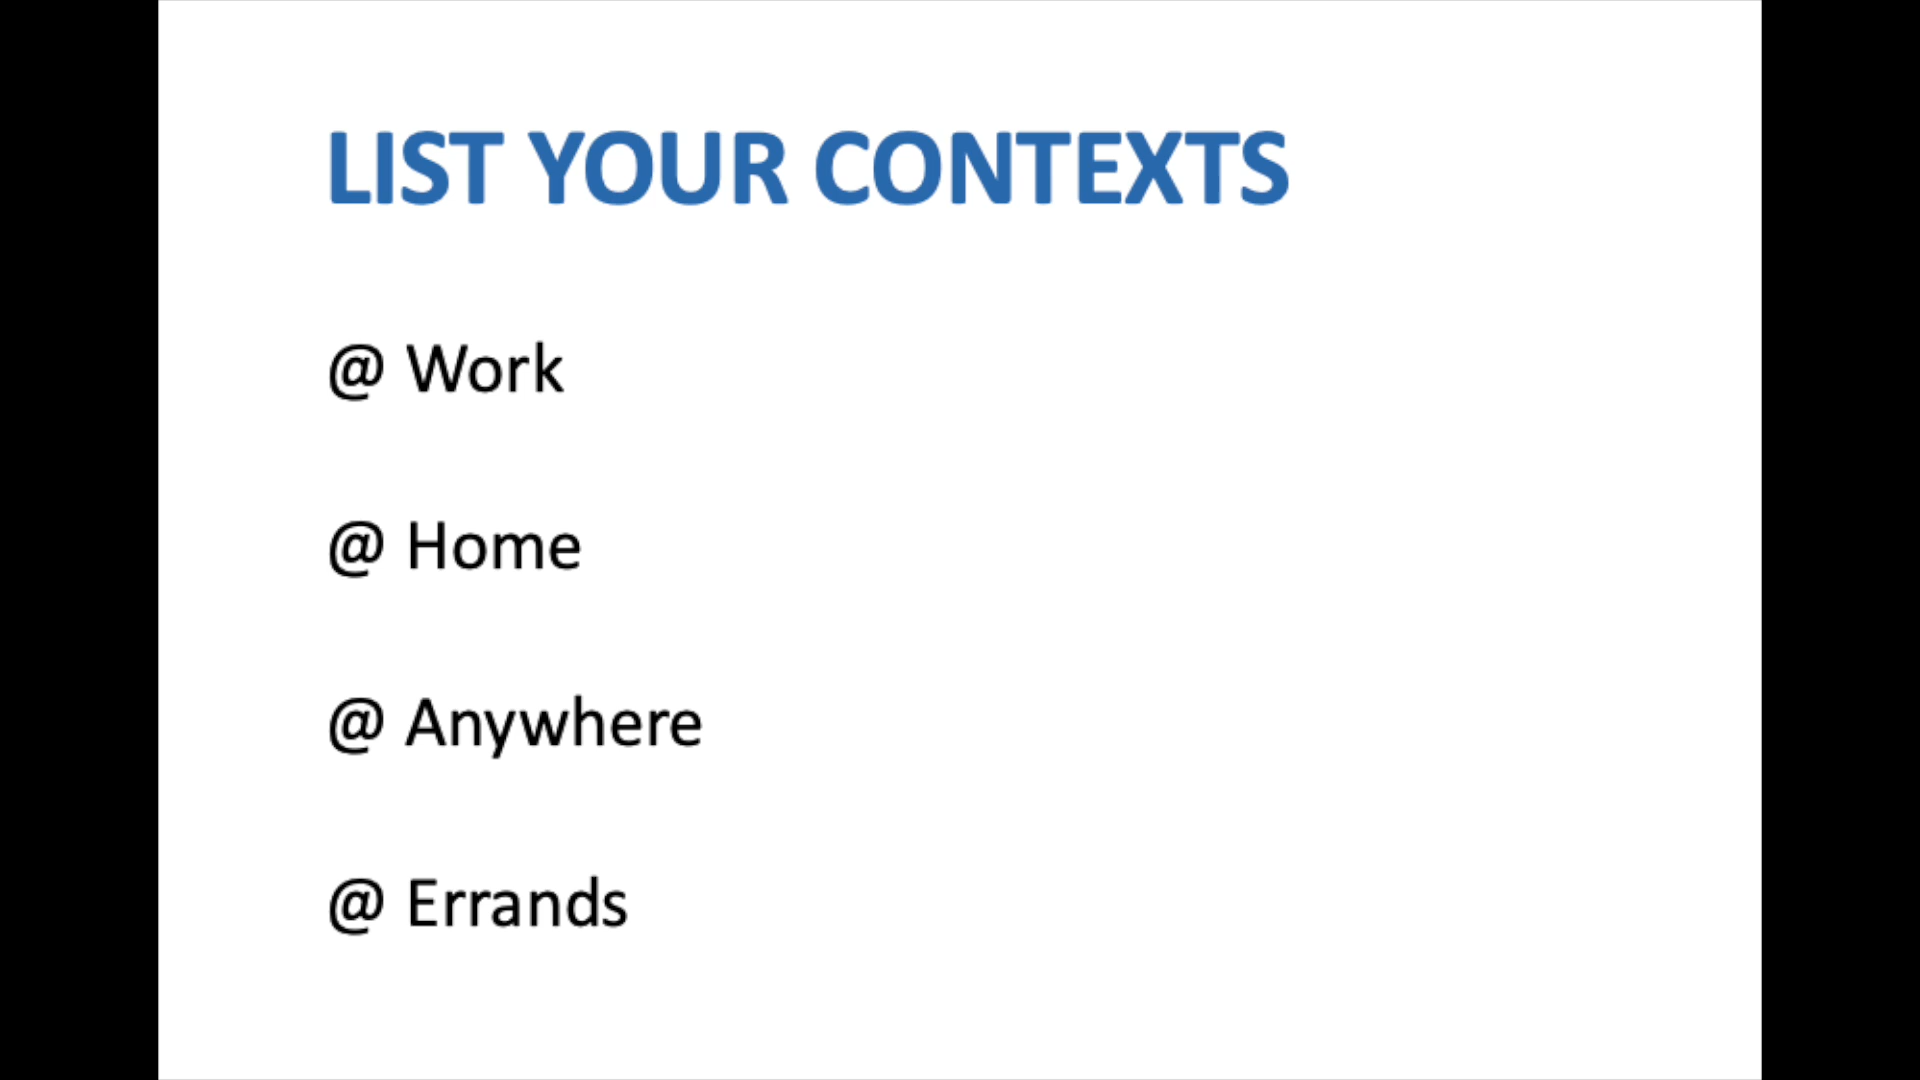 LIST YOUR CONTEXTS
@ Work
@ Home
@ Anywhere
@ Errands